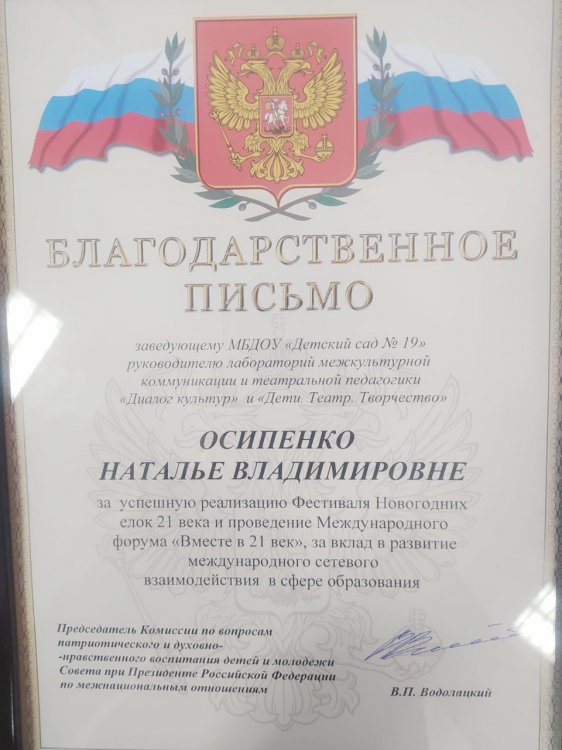 БЛАГОДАРСТВЕННОЕ
ПИСЬМО
заведующему МБДОУ «Детский сад № 19»
руководителю лабораторий межкультурной
коммуникации и театральной педагогики
«Диалог культур» и «Дети. Театр. Творчество»
ОСИПЕНКО
НАТАЛЬЕ ВЛАДИМИРОВНЕ
за успешную реализацию Фестиваля Новогодних
елок 21 века и проведение Международного
форума «Вместе в 21 век», за вклад в развитие
международного сетевого
взаимодействия в сфере образования
Председатель Комиссии по вопросам
патриотического и духовно-
-нравственного воспитания детей и молодежи
Совета при Президенте Российской Федерации
по межнациональным отношениям
В.П. Водолацкий